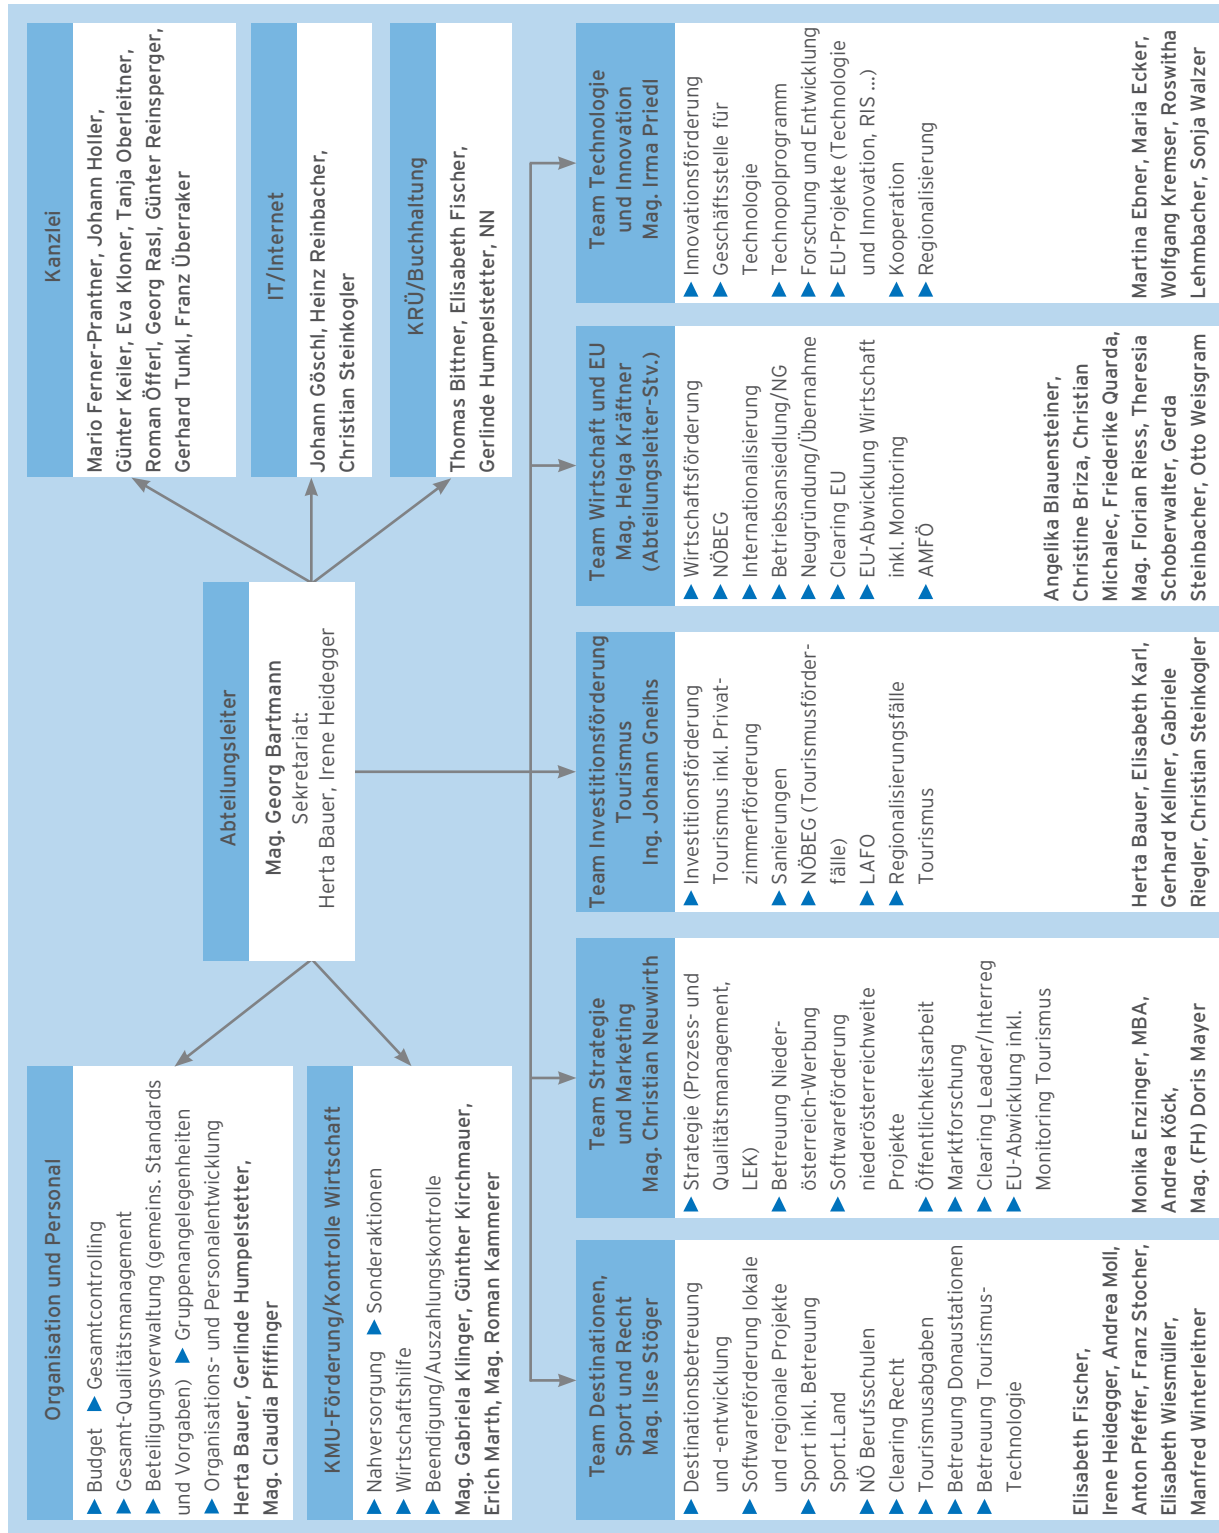 Organisation und Personal
▶ Budget ▶ Gesamtcontrolling
▶ Gesamt-Qualitätsmanagement
▶ Beteiligungsverwaltung (gemeins. Standards
und Vorgaben) ▶ Gruppenangelegenheiten
▶ Organisations- und Personalentwicklung
Herta Bauer, Gerlinde Humpelstetter,
Mag. Claudia Pfiffinger
KMU-Förderung/Kontrolle Wirtschaft
▶ Nahversorgung ▶ Sonderaktionen
▶ Wirtschaftshilfe
▶ Beendigung/Auszahlungskontrolle
Mag. Gabriela Klinger, Günther Kirchmauer,
Erich Marth, Mag. Roman Kammerer
Abteilungsleiter
Mag. Georg Bartmann
Sekretariat:
Herta Bauer, Irene Heidegger
Kanzlei
Mario Ferner-Prantner, Johann Holler,
Günter Keiler, Eva Kloner, Tanja Oberleitner,
Roman Öfferl, Georg Rasl, Günter Reinsperger,
Gerhard Tunkl, Franz Überraker
IT/Internet
Johann Göschl, Heinz Reinbacher,
Christian Steinkogler
KRÜ/Buchhaltung
Thomas Bittner, Elisabeth Fischer,
Gerlinde Humpelstetter, NN
Team Destinationen,
Sport und Recht
Mag. Ilse Stöger
▶ Destinationsbetreuung
und -entwicklung
▶ Softwareförderung lokale
und regionale Projekte
▶ Sport inkl. Betreuung
Sport.Land
▶ NÖ Berufsschulen
▶ Clearing Recht
▶ Tourismusabgaben
▶ Betreuung Donaustationen
▶ Betreuung Tourismus-
Technologie
Elisabeth Fischer,
Irene Heidegger, Andrea Moll,
Anton Pfeffer, Franz Stocher,
Elisabeth Wiesmüller,
Manfred Winterleitner
Team Strategie
und Marketing
Mag. Christian Neuwirth
▶ Strategie (Prozess- und
Qualitätsmanagement,
LEK)
▶ Betreuung Nieder-
österreich-Werbung
▶ Softwareförderung
niederösterreichweite
Projekte
▶ Öffentlichkeitsarbeit
▶ Marktforschung
▶ Clearing Leader/Interreg
▶ EU-Abwicklung inkl.
Monitoring Tourismus
Monika Enzinger, MBA,
Andrea Köck,
Mag. (FH) Doris Mayer
Team Investitionsförderung
Tourismus
Ing. Johann Gneihs
▶ Investitionsförderung
Tourismus inkl. Privat-
zimmerförderung
▶ Sanierungen
▶ NÖBEG (Tourismusförder-
fälle)
▶ LAFO
▶ Regionalisierungsfälle
Tourismus
Herta Bauer, Elisabeth Karl,
Gerhard Kellner, Gabriele
Riegler, Christian Steinkogler
Team Wirtschaft und EU
Mag. Helga Kräftner
(Abteilungsleiter-Stv.)
▶ Wirtschaftsförderung
▶ NÖBEG
▶ Internationalisierung
▶ Betriebsansiedlung/NG
▶ Neugründung/Übernahme
▶ Clearing EU
▶ EU-Abwicklung Wirtschaft
inkl. Monitoring
▶ AMFÖ
Angelika Blauensteiner,
Christine Briza, Christian
Michalec, Friederike Quarda,
Mag. Florian Riess, Theresia
Schoberwalter, Gerda
Steinbacher, Otto Weisgram
Team Technologie
und Innovation
Mag. Irma Priedl
▶ Innovationsförderung
▶ Geschäftsstelle für
Technologie
▶ Technopolprogramm
▶ Forschung und Entwicklung
▶ EU-Projekte (Technologie
und Innovation, RIS ...)
▶ Kooperation
▶ Regionalisierung
Martina Ebner, Maria Ecker,
Wolfgang Kremser, Roswitha
Lehmbacher, Sonja Walzer